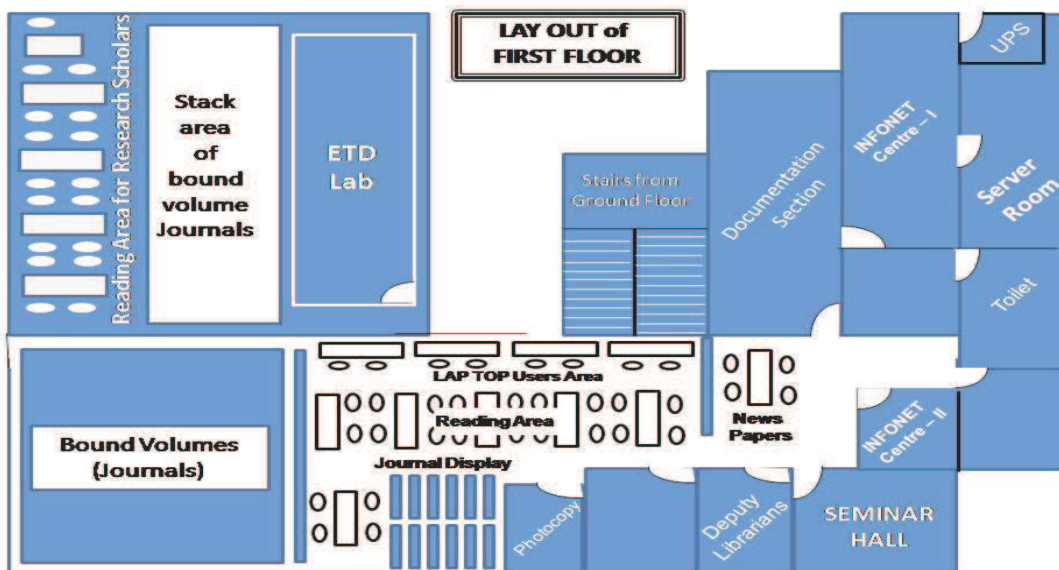 LAY OUT of
FIRST FLOOR
Reading Area for Research Scholars
Stack
area
of
bound
volume
Journals
ETD
Lab
Stairs from
Ground Floor
Documentation
Section
INFONET
Centre – I
UPS
Server
Room
Toilet
LAP TOP Users Area
Reading Area
Journal Display
News
Papers
INFONET
Centre – II
Bound Volumes
(Journals)
Photocopy
Deputy
Librarians
SEMINAR
HALL